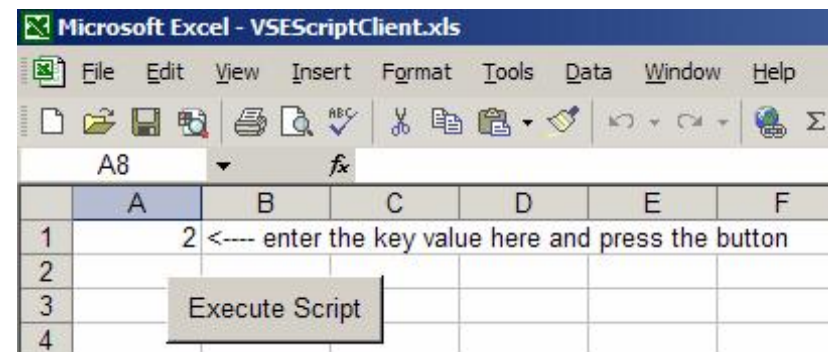 Microsoft Excel - VSEScriptClient.xls
File Edit View Insert Format Tools Data Window Help
ABC Σ
A8 fx
A B C D E F
1 2 <---- enter the key value here and press the button
2
3 Execute Script
4